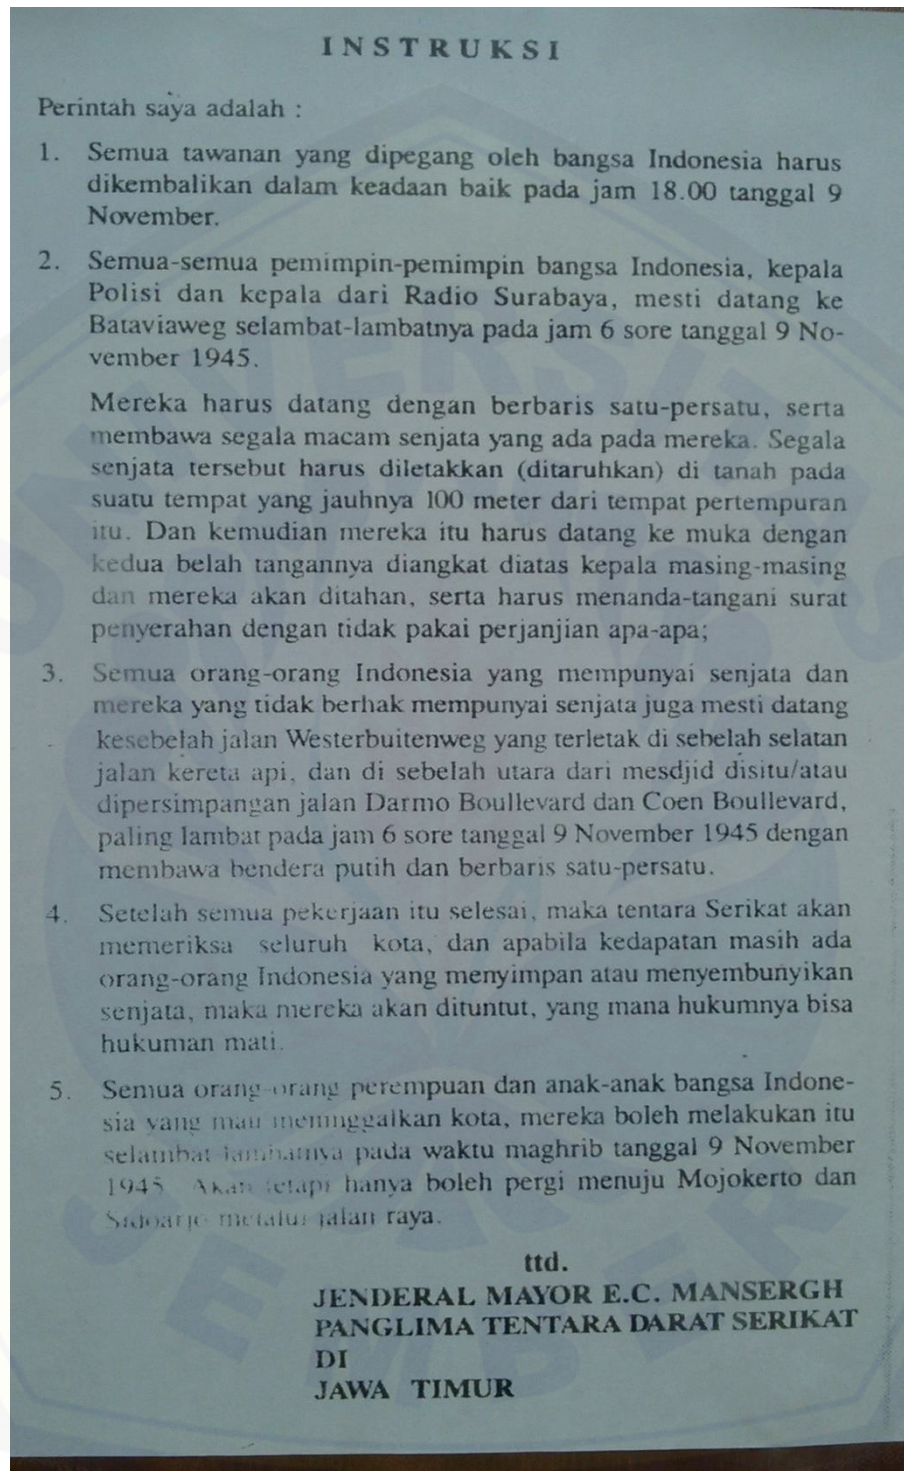 INSTRUKSI
Perintah saya adalah :
1. Semua tawanan yang dipegang oleh bangsa Indonesia harus
dikembalikan dalam keadaan baik pada jam 18.00 tanggal 9
November.
2. Semua-semua pemimpin-pemimpin bangsa Indonesia, kepala
Polisi dan kepala dari Radio Surabaya, mesti datang ke
Bataviaweg selambat-lambatnya pada jam 6 sore tanggal 9 No-
vember 1945.
Mereka harus datang dengan berbaris satu-persatu, serta
membawa segala macam senjata yang ada pada mereka. Segala
senjata tersebut harus diletakkan (ditaruhkan) di tanah pada
suatu tempat yang jauhnya 100 meter dari tempat pertempuran
itu. Dan kemudian mereka itu harus datang ke muka dengan
kedua belah tangannya diangkat diatas kepala masing-masing
dan mereka akan ditahan, serta harus menanda-tangani surat
penyerahan dengan tidak pakai perjanjian apa-apa;
3. Semua orang-orang Indonesia yang mempunyai senjata dan
mereka yang tidak berhak mempunyai senjata juga mesti datang
kesebelah jalan Westerbuitenweg yang terletak di sebelah selatan
jalan kereta api, dan di sebelah utara dari mesdjid disitu/atau
dipersimpangan jalan Darmo Boullevard dan Coen Boullevard,
paling lambat pada jam 6 sore tanggal 9 November 1945 dengan
membawa bendera putih dan berbaris satu-persatu.
4. Setelah semua pekerjaan itu selesai, maka tentara Serikat akan
memeriksa seluruh kota, dan apabila kedapatan masih ada
orang-orang Indonesia yang menyimpan atau menyembunyikan
senjata, maka mereka akan dituntut, yang mana hukumnya bisa
hukuman mati.
5. Semua orang-orang perempuan dan anak-anak bangsa Indone-
sia yang mau meninggalkan kota, mereka boleh melakukan itu
selambat-lambatnya pada waktu maghrib tanggal 9 November
1945. Akan tetapi hanya boleh pergi menuju Mojokerto dan
Sidoarjo melalui jalan raya.
ttd.
JENDERAL MAYOR E.C. MANSERGH
PANGLIMA TENTARA DARAT SERIKAT
DI
JAWA TIMUR